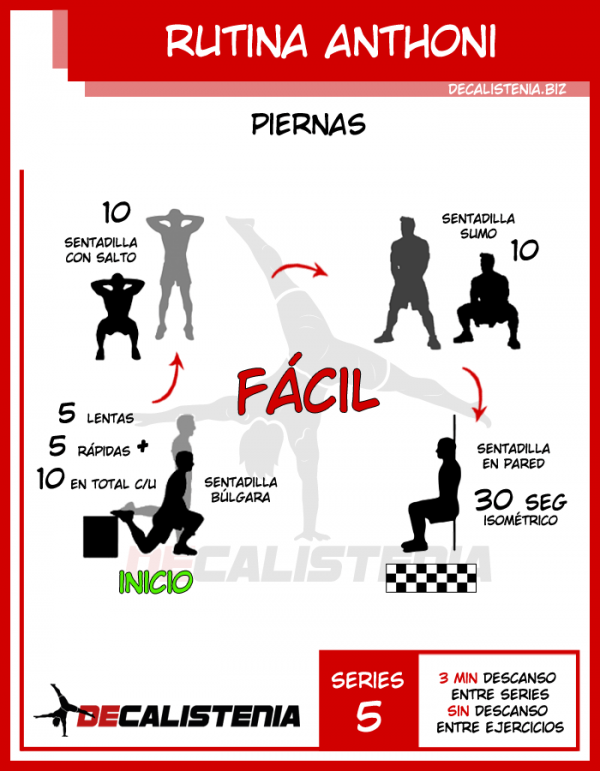 RUTINA ANTHONI
DECALISTENIA.BIZ
PIERNAS
10
SENTADILLA
CON SALTO
SENTADILLA
SUMO
10
FÁCIL
5 LENTAS
5 RÁPIDAS +
10 EN TOTAL C/U
SENTADILLA
BÚLGARA
INICIO
SENTADILLA
EN PARED
30 SEG
ISOMÉTRICO
DECALISTENIA
DECALISTENIA
SERIES
5
3 MIN DESCANSO
ENTRE SERIES
SIN DESCANSO
ENTRE EJERCICIOS